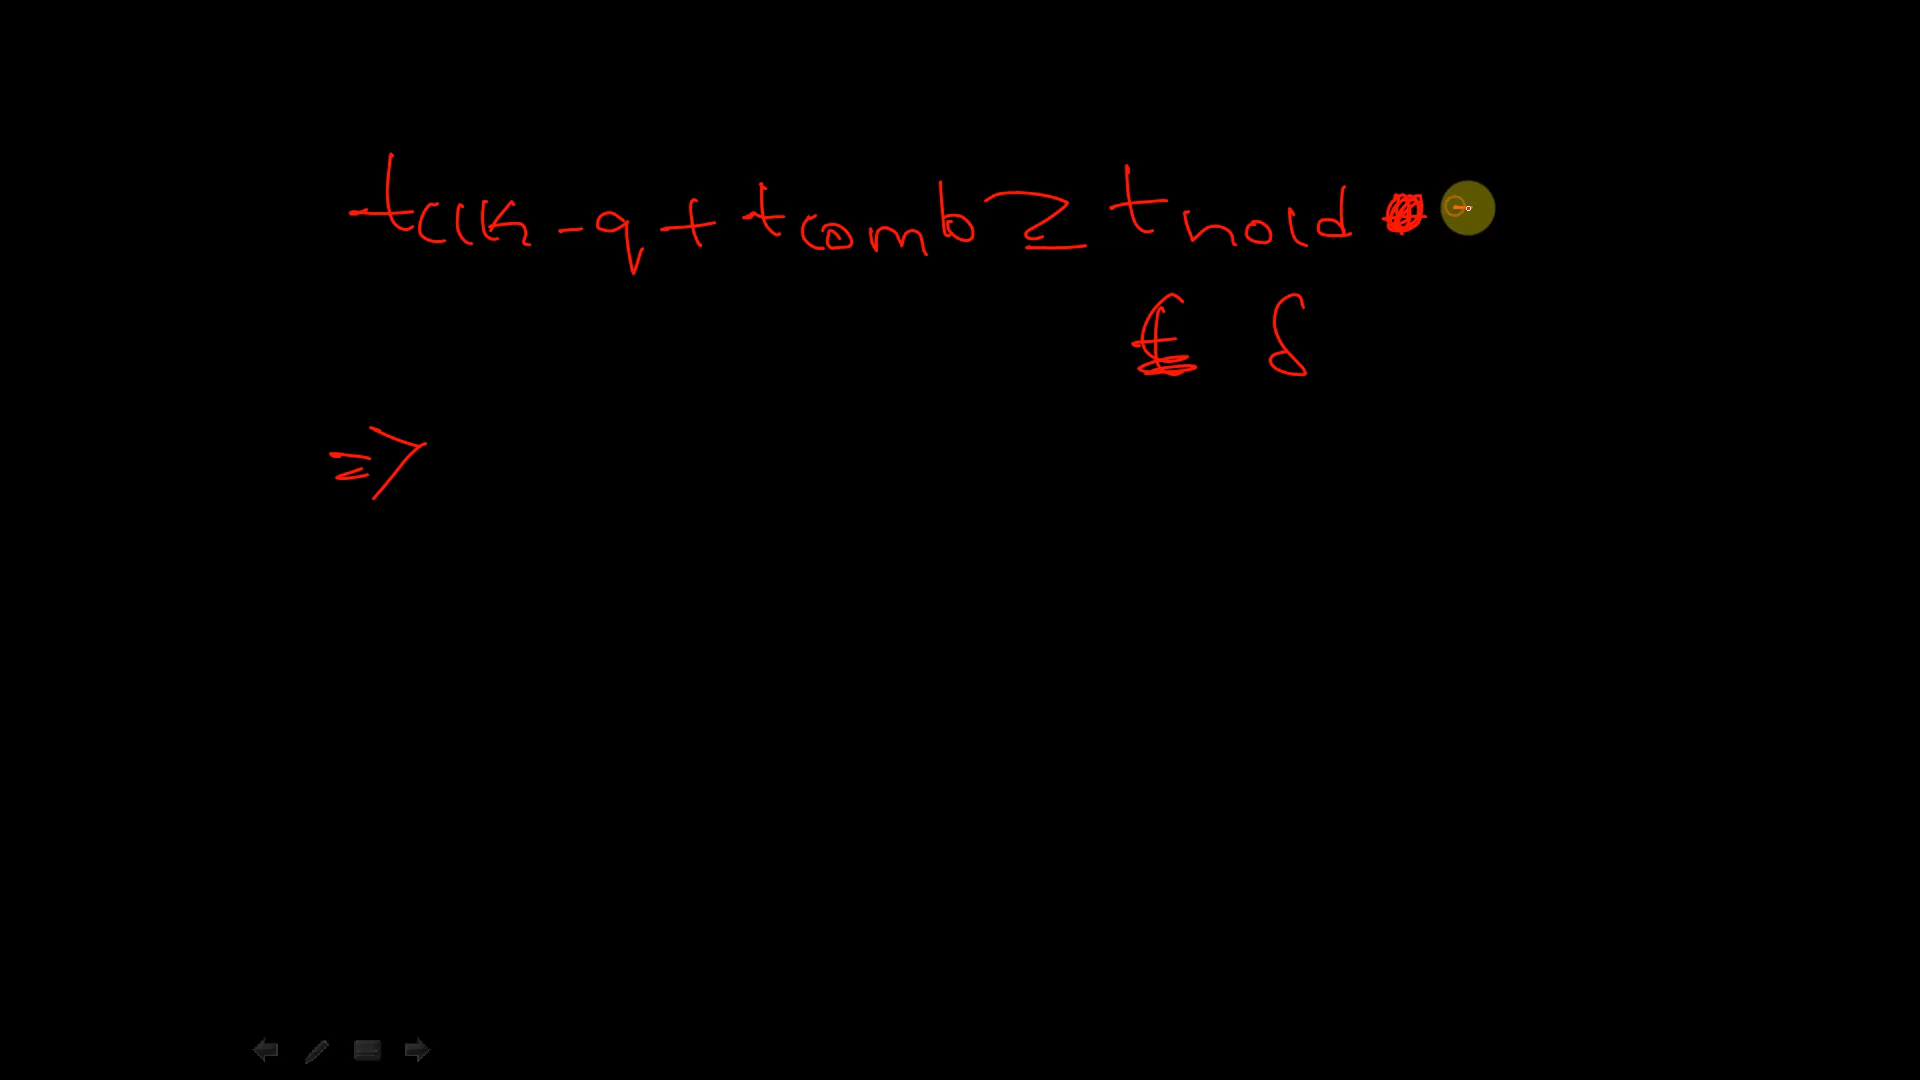 tclk-q + tcomb ≥ thold
δ
=>